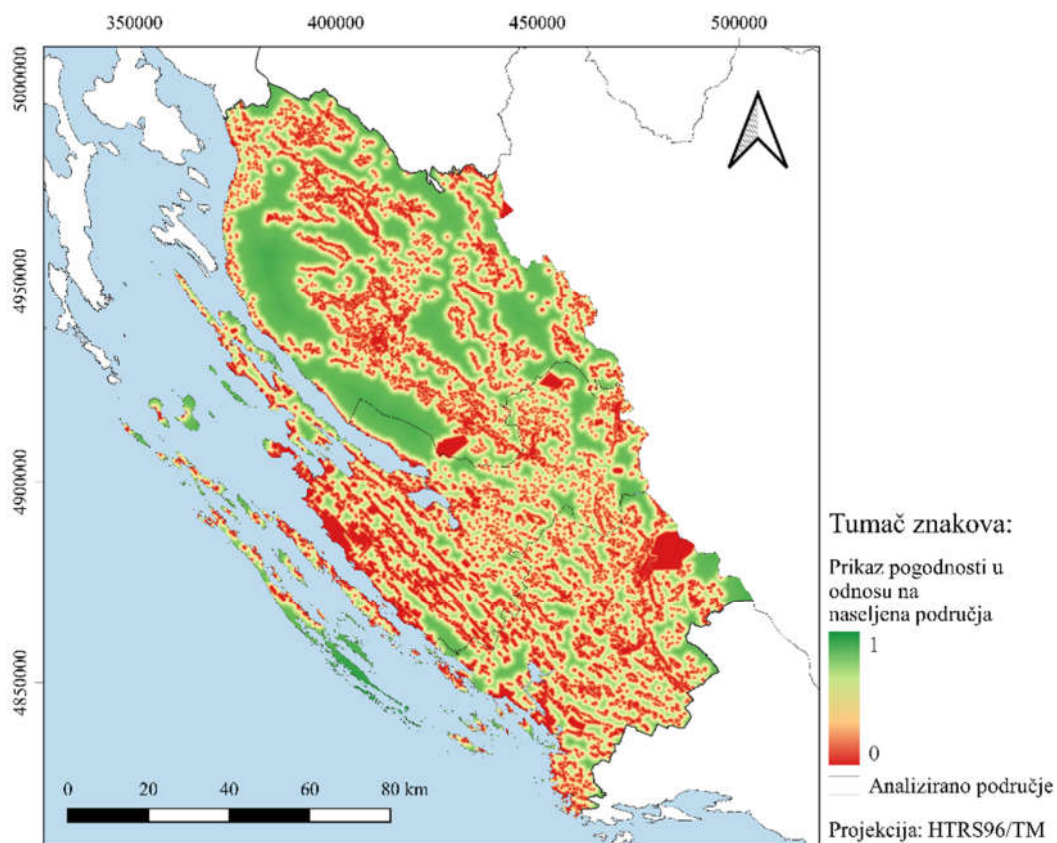 350000 400000 450000 500000
5000000
4950000
4900000
4850000
0 20 40 60 80 km
Tumač znakova:
Prikaz pogodnosti u
odnosu na
naseljena područja
1
0
Analizirano područje
Projekcija: HTRS96/TM